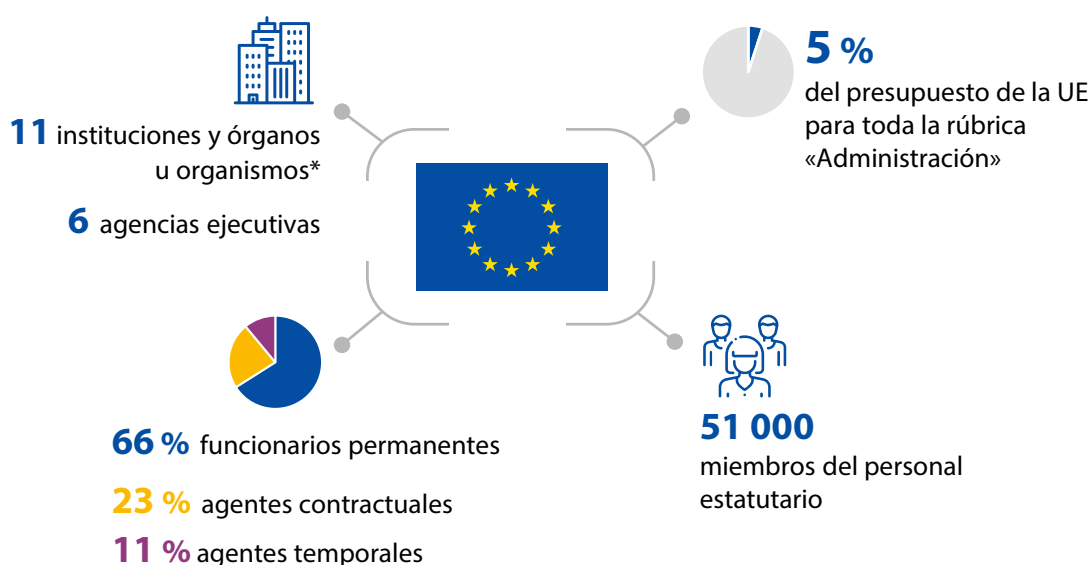 11 instituciones y órganos
u organismos*
6 agencias ejecutivas
5 %
del presupuesto de la UE
para toda la rúbrica
«Administración»
66 % funcionarios permanentes
23 % agentes contractuales
11 % agentes temporales
51 000
miembros del personal
estatutario